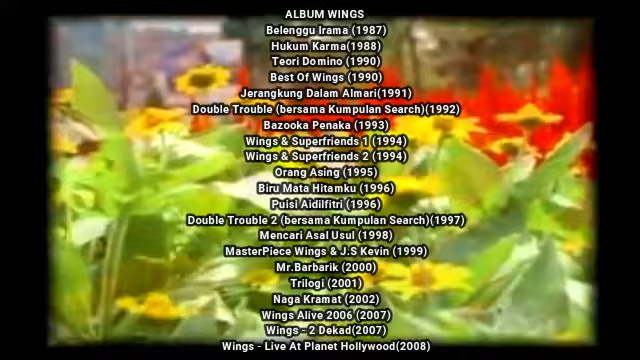 ALBUM WINGS
Belenggu Irama (1987)
Hukum Karma(1988)
Teori Domino (1990)
Best Of Wings (1990)
Jerangkung Dalam Almari(1991)
Double Trouble (bersama Kumpulan Search)(1992)
Bazooka Penaka (1993)
Wings & Superfriends 1 (1994)
Wings & Superfriends 2 (1994)
Orang Asing (1995)
Biru Mata Hitamku (1996)
Puisi Aidilfitri (1996)
Double Trouble 2 (bersama Kumpulan Search)(1997)
Mencari Asal Usul (1998)
MasterPiece Wings & J.S Kevin (1999)
Mr.Barbarik (2000)
Trilogi (2001)
Naga Kramat (2002)
Wings Alive 2006 (2007)
Wings - 2 Dekad(2007)
Wings - Live At Planet Hollywood(2008)